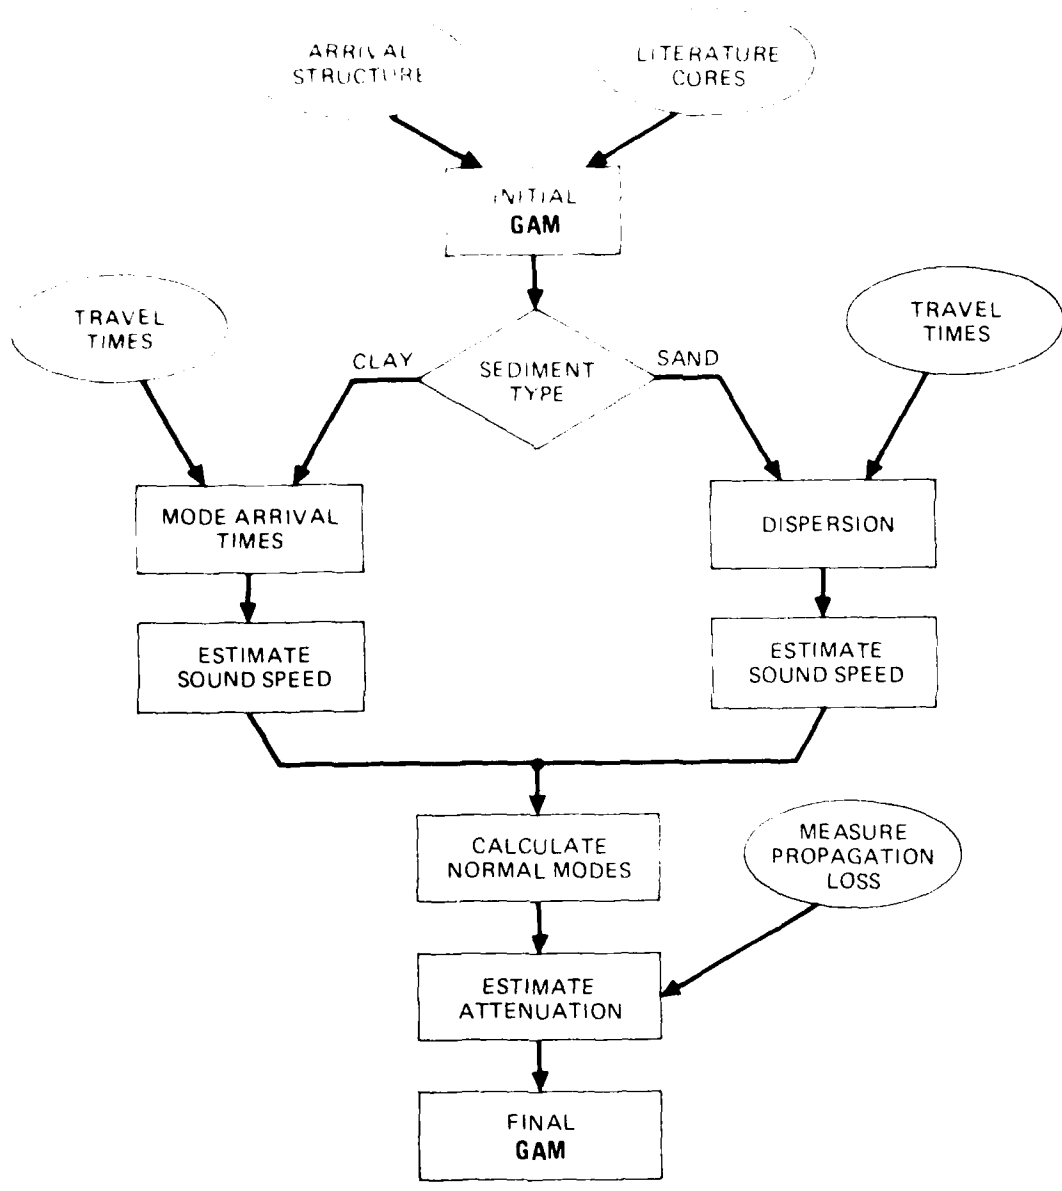 ARRIVAL
STRUCTURE
LITERATURE
CORES
INITIAL
GAM
TRAVEL
TIMES
CLAY
SEDIMENT
TYPE
SAND
TRAVEL
TIMES
MODE ARRIVAL
TIMES
DISPERSION
ESTIMATE
SOUND SPEED
ESTIMATE
SOUND SPEED
CALCULATE
NORMAL MODES
MEASURE
PROPAGATION
LOSS
ESTIMATE
ATTENUATION
FINAL
GAM